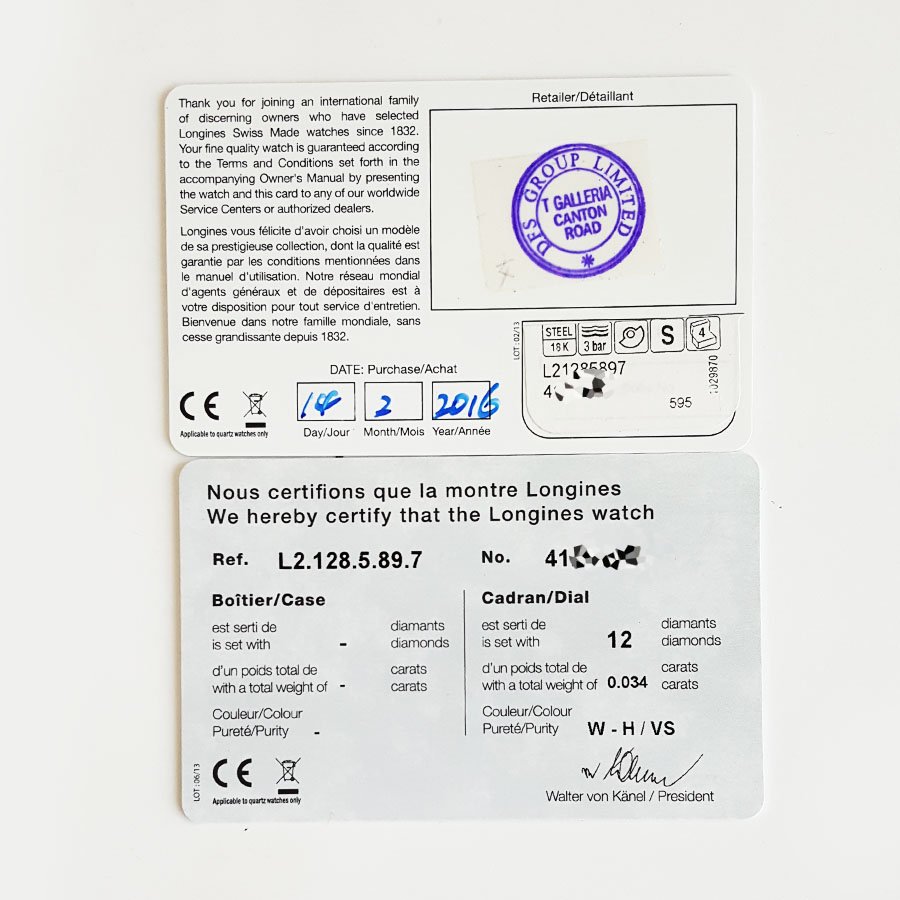 Thank you for joining an international family
of discerning owners who have selected
Longines Swiss Made watches since 1832.
Your fine quality watch is guaranteed according
to the Terms and Conditions set forth in the
accompanying Owner's Manual by presenting
the watch and this card to any of our worldwide
Service Centers or authorized dealers.
Longines vous félicite d'avoir choisi un modèle
de sa prestigieuse collection, dont la qualité est
garantie par les conditions mentionnées dans
le manuel d'utilisation. Notre réseau mondial
d'agents généraux et de dépositaires est à
votre disposition pour tout service d'entretien.
Bienvenue dans notre famille mondiale, sans
cesse grandissante depuis 1832.
Retailer/Détaillant
DFS GROUP LIMITED
T GALLERIA
CANTON
ROAD
LOT: 02/13
STEEL
18 K
3 bar
S
4
595
DATE: Purchase/Achat
14 2 2016
Day/Jour Month/Mois Year/Année
CE
Applicable to quartz watches only
Nous certifions que la montre Longines
We hereby certify that the Longines watch
Ref. L2.128.5.89.7 No. 41
Boîtier/Case
est serti de diamants
is set with - diamonds
d'un poids total de carats
with a total weight of - carats
Couleur/Colour
Pureté/Purity -
Cadran/Dial
est serti de diamants
is set with 12 diamonds
d'un poids total de carats
with a total weight of 0.034 carats
Couleur/Colour
Pureté/Purity W - H / VS
LOT: 06/13
CE
Applicable to quartz watches only
Walter von Känel / President